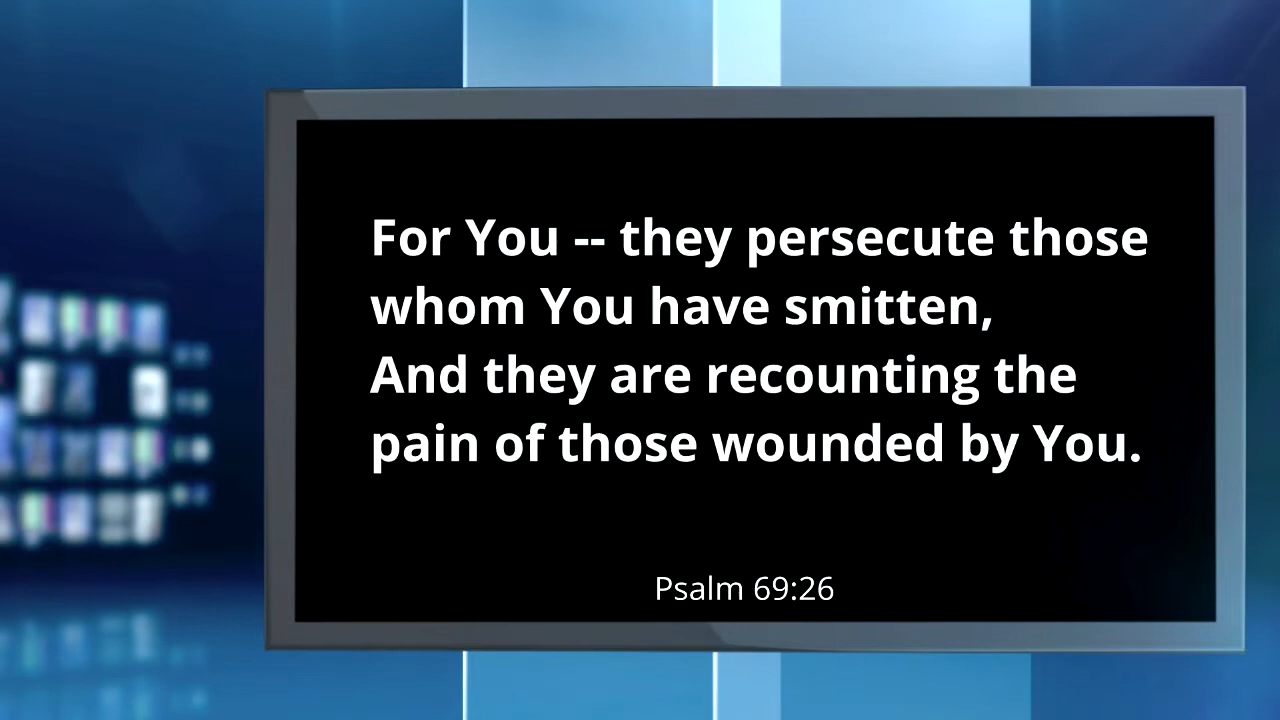 For You -- they persecute those
whom You have smitten,
And they are recounting the
pain of those wounded by You.
Psalm 69:26